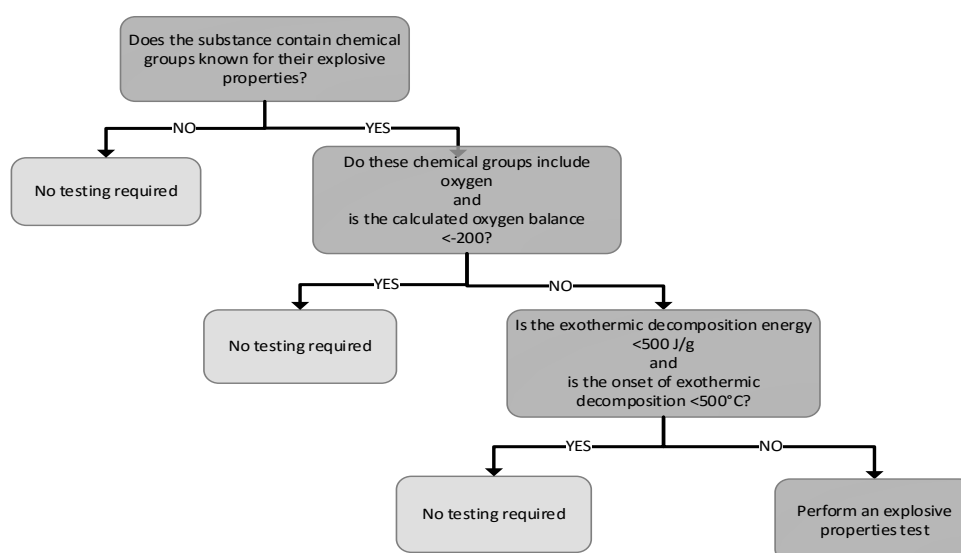 Does the substance contain chemical
groups known for their explosive
properties?
NO
YES
No testing required
Do these chemical groups include
oxygen
and
is the calculated oxygen balance
<-200?
YES
NO
No testing required
Is the exothermic decomposition energy
<500 J/g
and
is the onset of exothermic
decomposition <500°C?
YES
NO
No testing required
Perform an explosive
properties test